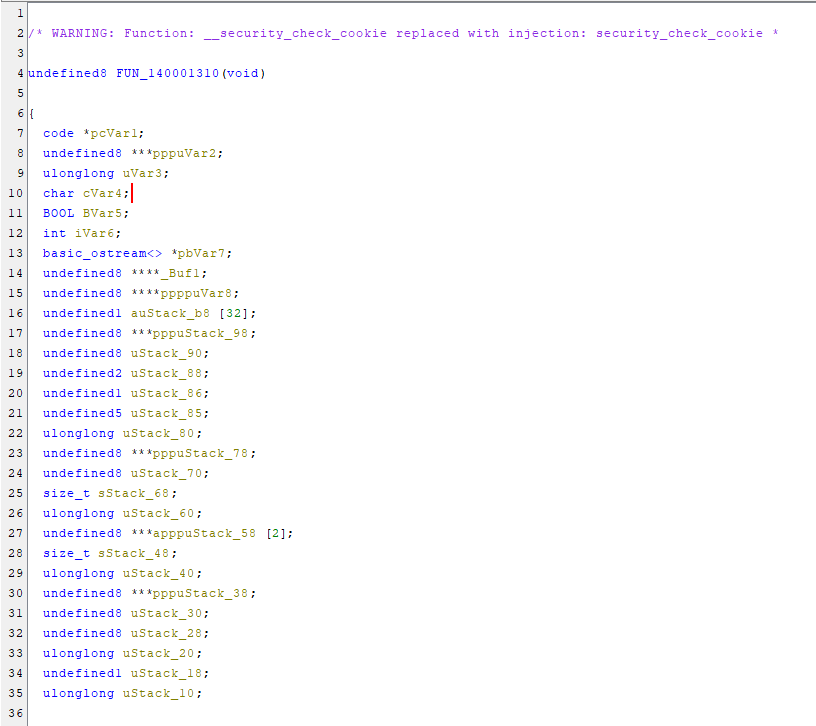 1
2 /* WARNING: Function: __security_check_cookie replaced with injection: security_check_cookie *
3
4 undefined8 FUN_140001310(void)
5
6 {
7 code *pcVar1;
8 undefined8 ***pppuVar2;
9 ulonglong uVar3;
10 char cVar4;
11 BOOL BVar5;
12 int iVar6;
13 basic_ostream<> *pbVar7;
14 undefined8 ****_Buf1;
15 undefined8 ****ppppuVar8;
16 undefined1 auStack_b8 [32];
17 undefined8 ***pppuStack_98;
18 undefined8 uStack_90;
19 undefined2 uStack_88;
20 undefined1 uStack_86;
21 undefined5 uStack_85;
22 ulonglong uStack_80;
23 undefined8 ***pppuStack_78;
24 undefined8 uStack_70;
25 size_t sStack_68;
26 ulonglong uStack_60;
27 undefined8 ***apppuStack_58 [2];
28 size_t sStack_48;
29 ulonglong uStack_40;
30 undefined8 ***pppuStack_38;
31 undefined8 uStack_30;
32 undefined8 uStack_28;
33 ulonglong uStack_20;
34 undefined1 uStack_18;
35 ulonglong uStack_10;
36